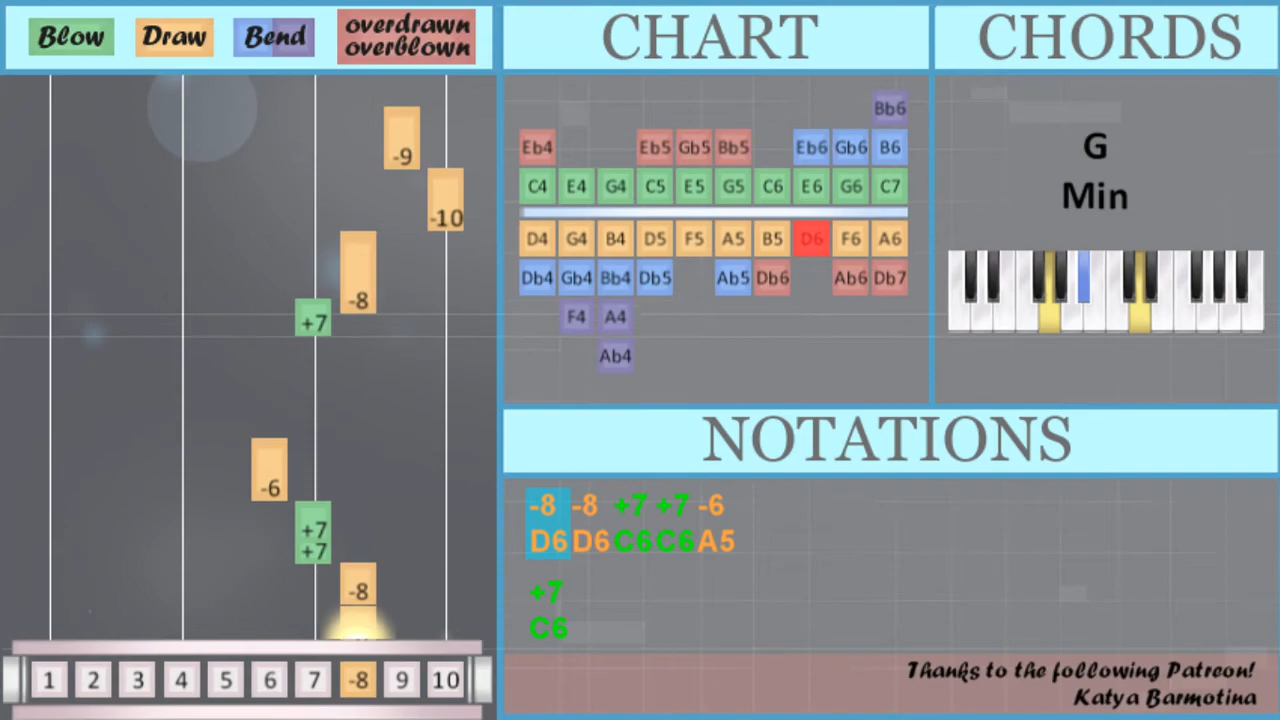 Blow Draw Bend overdrawn overblown
CHART
CHORDS
-9
-10
-8
+7
-6
+7
+7
-8
1 2 3 4 5 6 7 -8 9 10
Bb6
Eb4 Eb5 Gb5 Bb5 Eb6 Gb6 B6
C4 E4 G4 C5 E5 G5 C6 E6 G6 C7
D4 G4 B4 D5 F5 A5 B5 D6 F6 A6
Db4 Gb4 Bb4 Db5 Ab5 Db6 Ab6 Db7
F4 A4
Ab4
G
Min
NOTATIONS
-8 -8 +7 +7 -6
D6 D6 C6 C6 A5
+7
C6
Thanks to the following Patreon!
Katya Barmotina